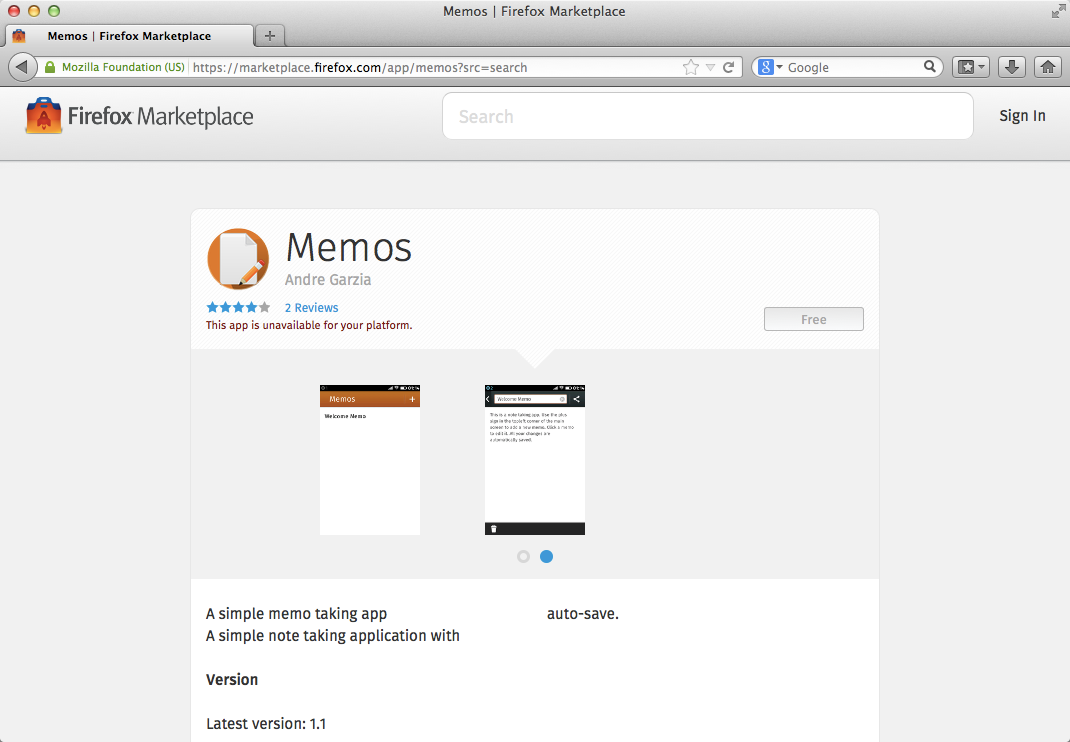 Memos | Firefox Marketplace
Memos | Firefox Marketplace
Mozilla Foundation (US) https://marketplace.firefox.com/app/memos?src=search
Google
Firefox Marketplace
Search
Sign In
Memos
Andre Garzia
2 Reviews
This app is unavailable for your platform.
Free
Memos +
Welcome Memo
Welcome Memo
This is a note taking app. Use the plus
sign in the topleft corner of the main
screen to add a new memo. Click a memo
to edit it. All your changes are
automatically saved.
A simple memo taking app
A simple note taking application with
auto-save.
Version
Latest version: 1.1